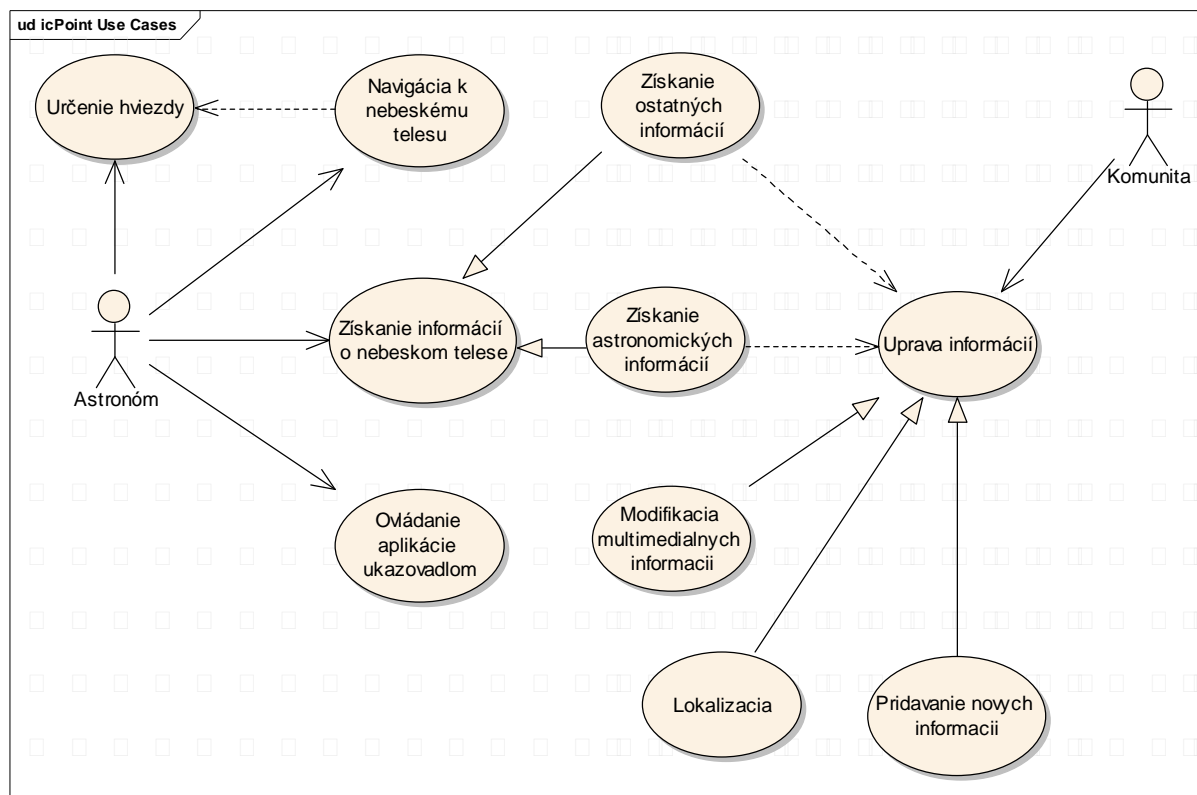 ud icPoint Use Cases
Určenie hviezdy
Navigácia k
nebeskému
telesu
Získanie
ostatných
informácií
Komunita
Astronóm
Získanie informácií
o nebeskom telese
Získanie
astronomických
informácií
Uprava informácií
Ovládanie
aplikácie
ukazovadlom
Modifikacia
multimedialnych
informacii
Lokalizacia
Pridavanie novych
informacii